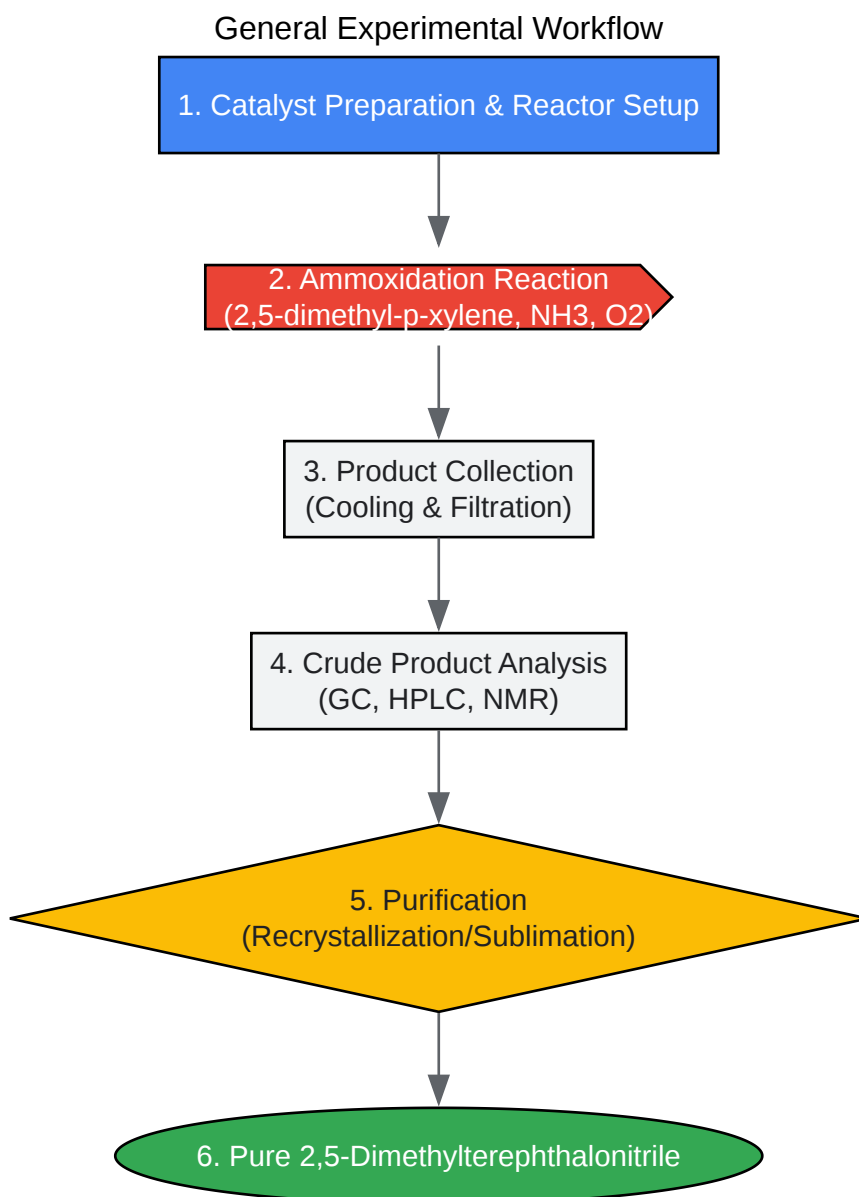 General Experimental Workflow
1. Catalyst Preparation & Reactor Setup
2. Ammoxidation Reaction
(2,5-dimethyl-p-xylene, NH3, O2)
3. Product Collection
(Cooling & Filtration)
4. Crude Product Analysis
(GC, HPLC, NMR)
5. Purification
(Recrystallization/Sublimation)
6. Pure 2,5-Dimethylterephthalonitrile